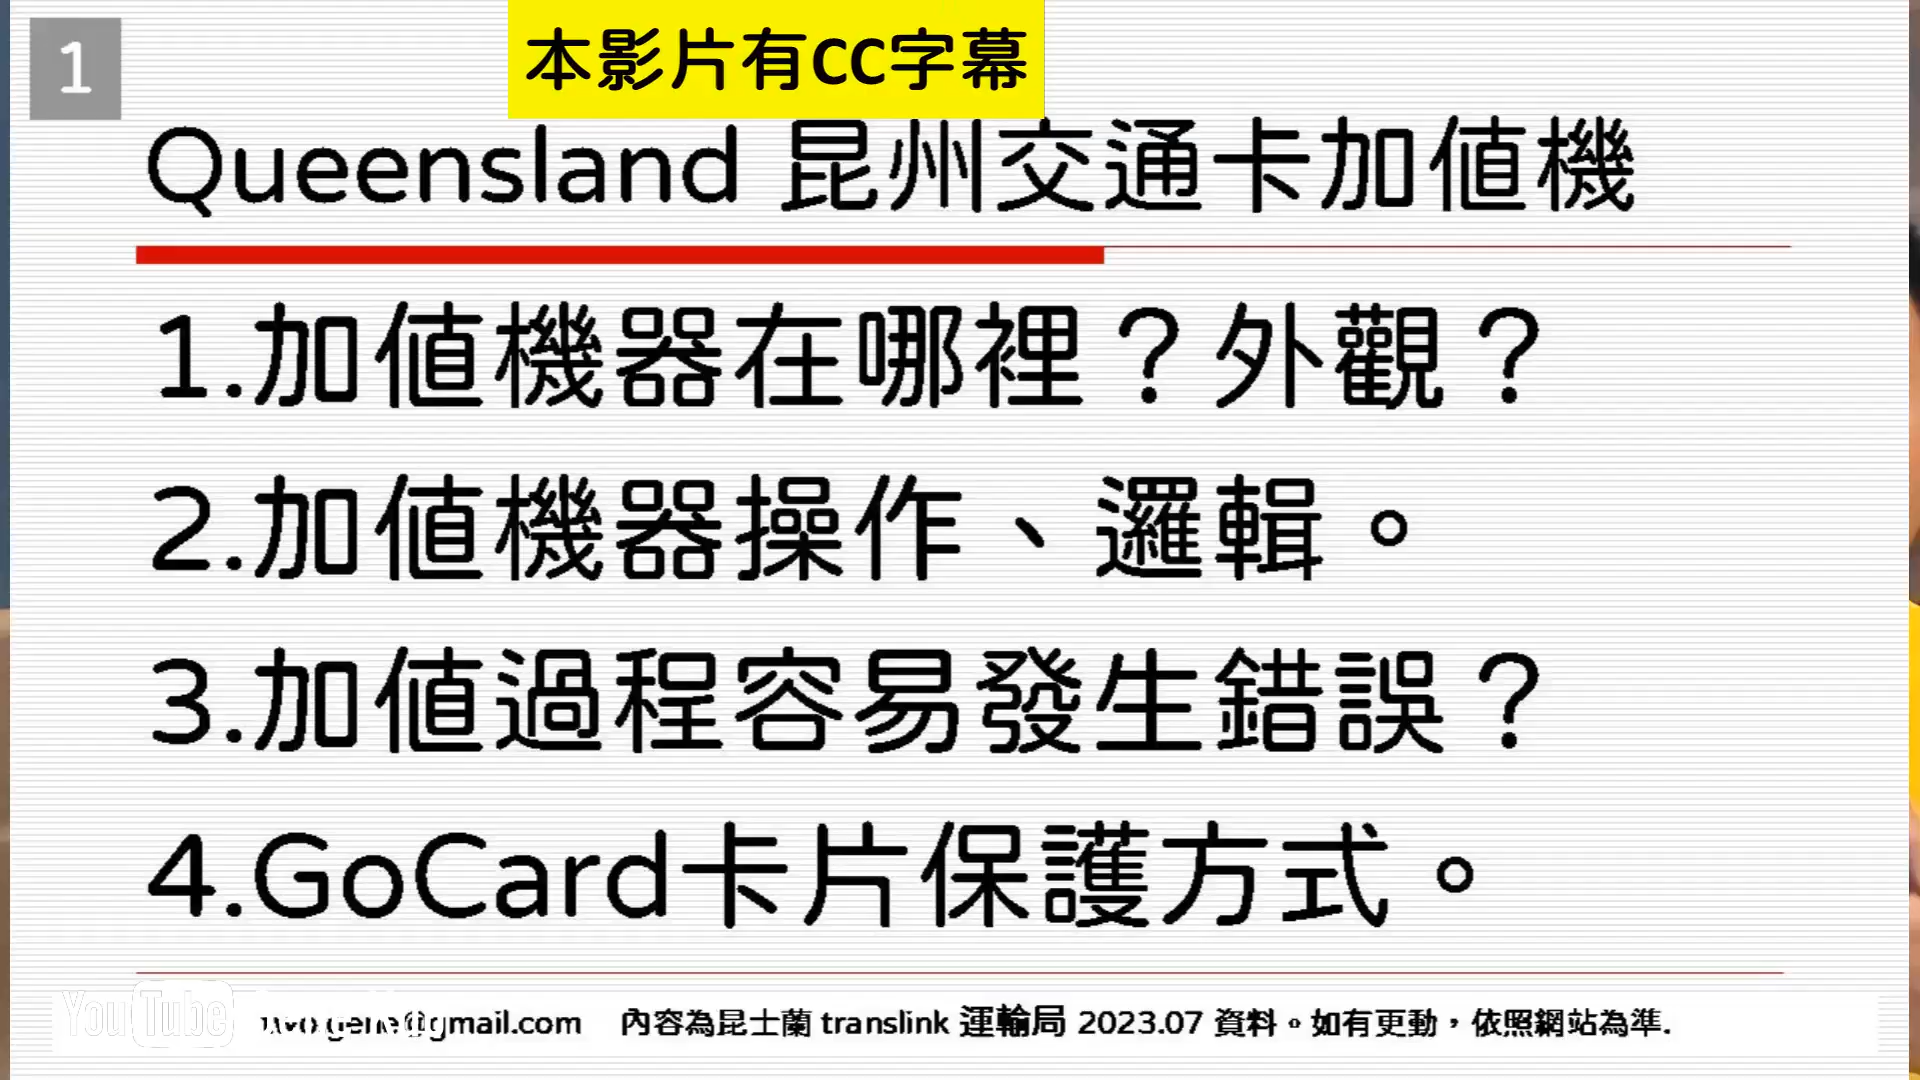 1
本影片有CC字幕
Queensland 昆州交通卡加值機
1.加值機器在哪裡？外觀？
2.加值機器操作、邏輯。
3.加值過程容易發生錯誤？
4.GoCard卡片保護方式。
YouTube
gmail.com 內容為昆士蘭 translink 運輸局 2023.07 資料。如有更動，依照網站為準.